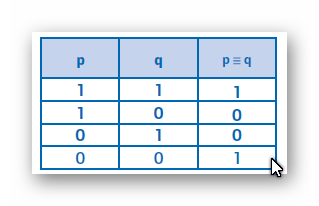 p q p ≡ q
1 1 1
1 0 0
0 1 0
0 0 1